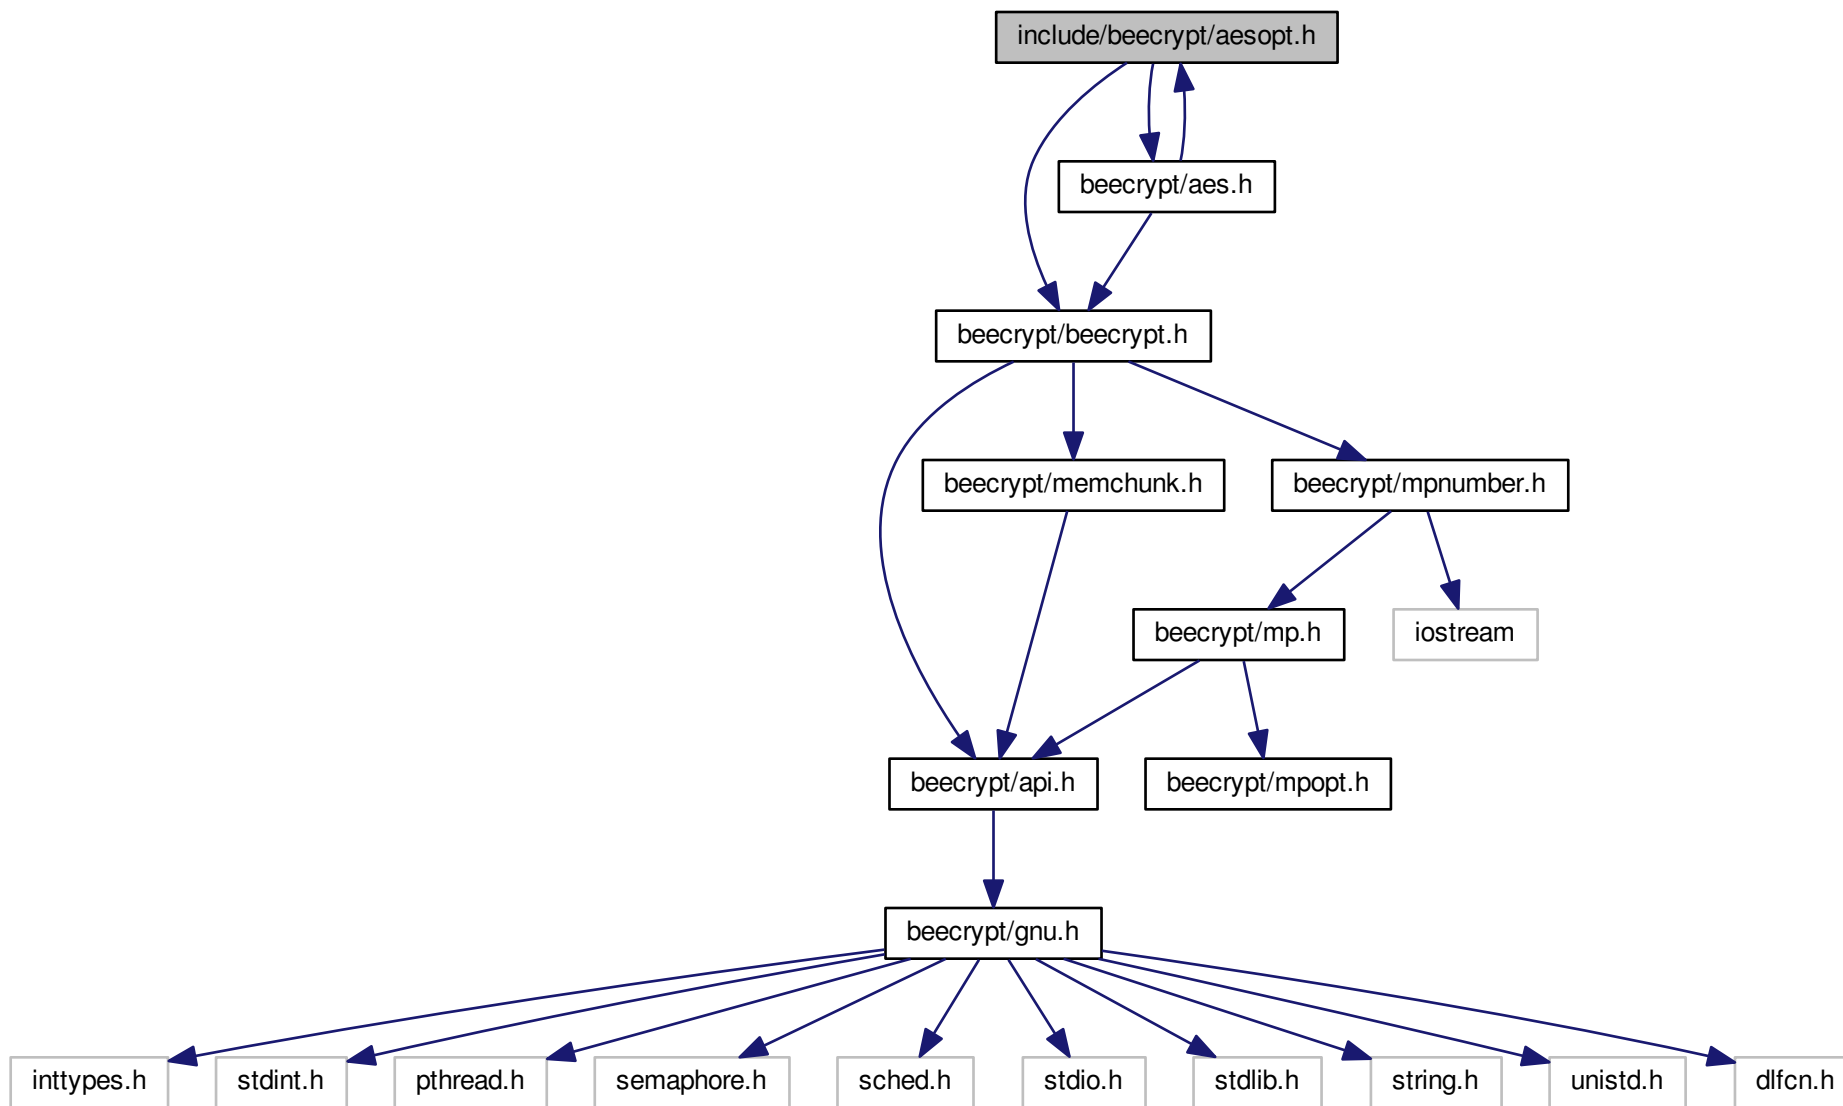 include/beecrypt/aesopt.h
beecrypt/aes.h
beecrypt/beecrypt.h
beecrypt/memchunk.h
beecrypt/mpnumber.h
beecrypt/mp.h
iostream
beecrypt/api.h
beecrypt/mpopt.h
beecrypt/gnu.h
inttypes.h
stdint.h
pthread.h
semaphore.h
sched.h
stdio.h
stdlib.h
string.h
unistd.h
dlfcn.h